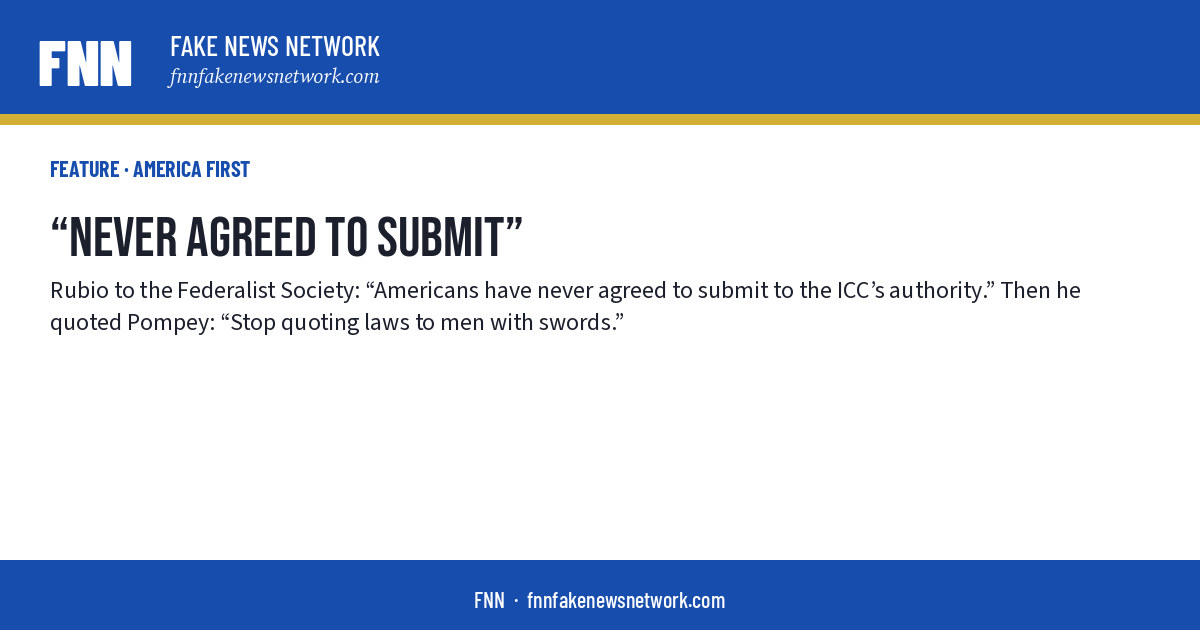 FNN
FAKE NEWS NETWORK
fnnfakenewsnetwork.com
FEATURE · AMERICA FIRST
“NEVER AGREED TO SUBMIT”
Rubio to the Federalist Society: “Americans have never agreed to submit to the ICC’s authority.” Then he
quoted Pompey: “Stop quoting laws to men with swords.”
FNN · fnnfakenewsnetwork.com